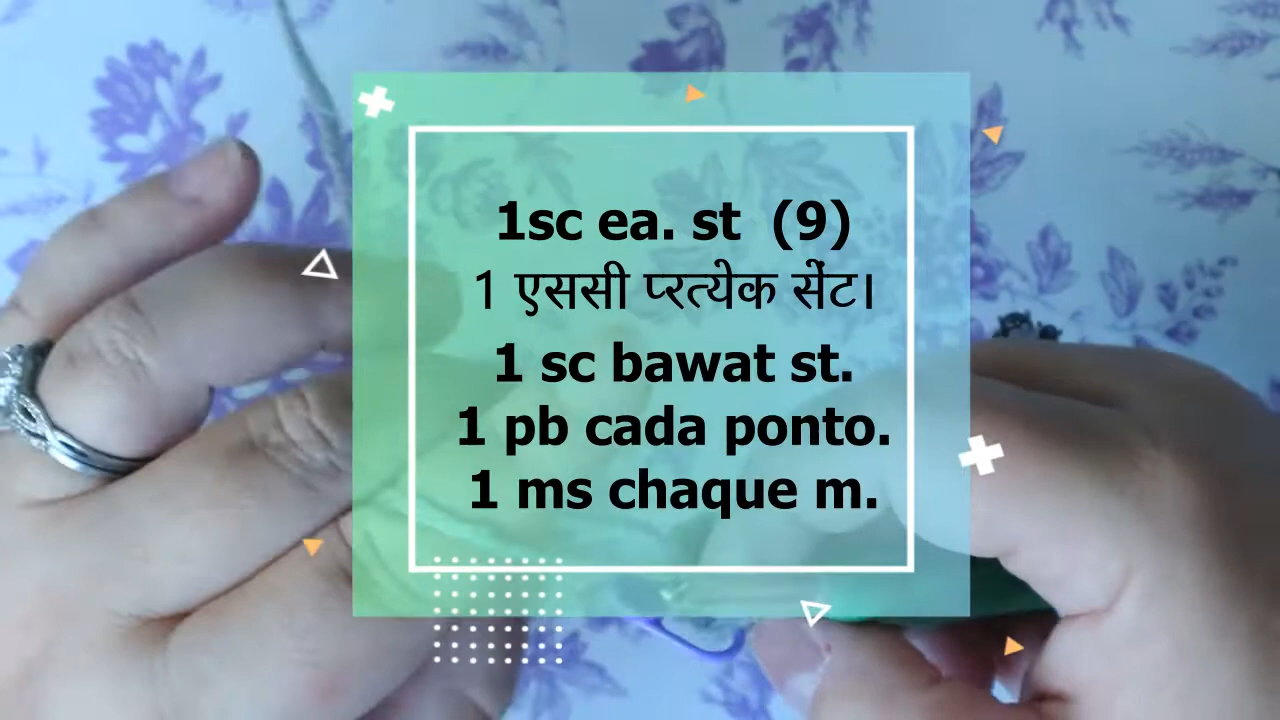 1sc ea. st (9)
1 एससी प्रत्येक सेंट।
1 sc bawat st.
1 pb cada ponto.
1 ms chaque m.